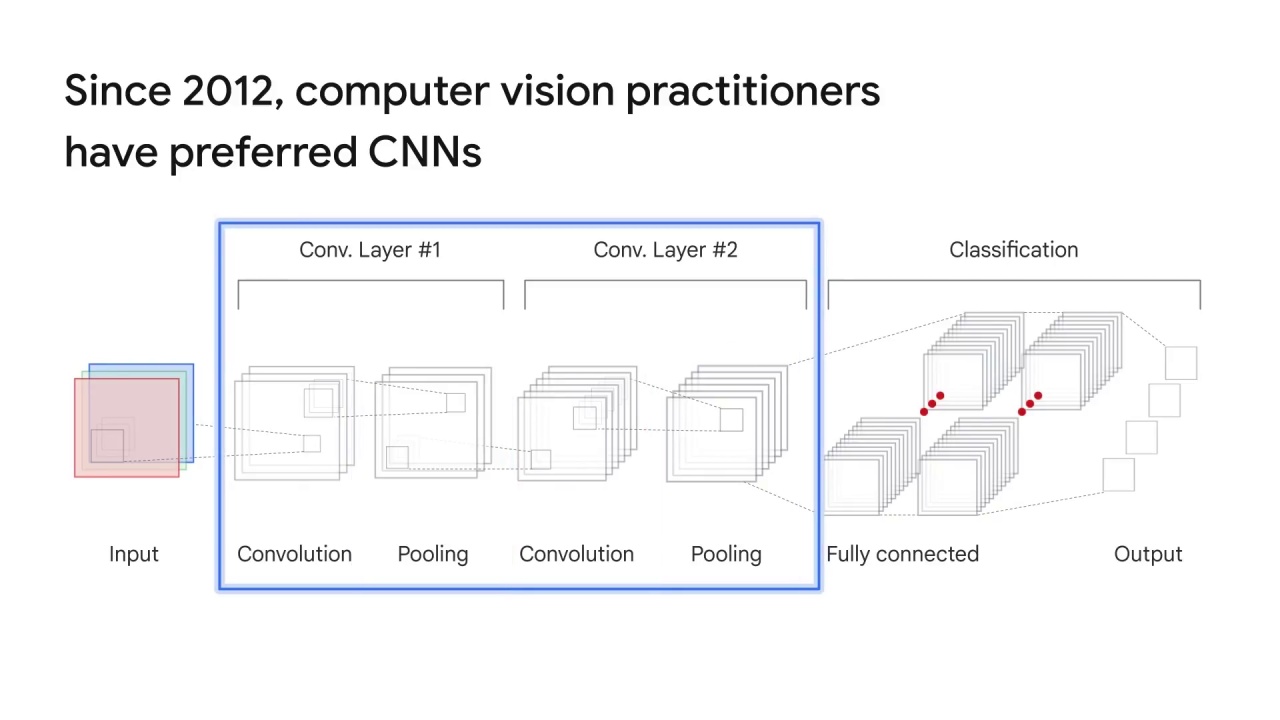 Since 2012, computer vision practitioners
have preferred CNNs
Conv. Layer #1
Conv. Layer #2
Classification
Input
Convolution
Pooling
Convolution
Pooling
Fully connected
Output